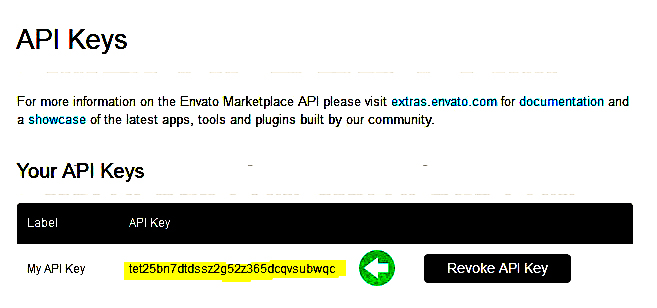 API Keys
For more information on the Envato Marketplace API please visit extras.envato.com for documentation and
a showcase of the latest apps, tools and plugins built by our community.
Your API Keys
Label API Key
My API Key tet25bn7dtdssz2g52z365dcqvsubwqc Revoke API Key